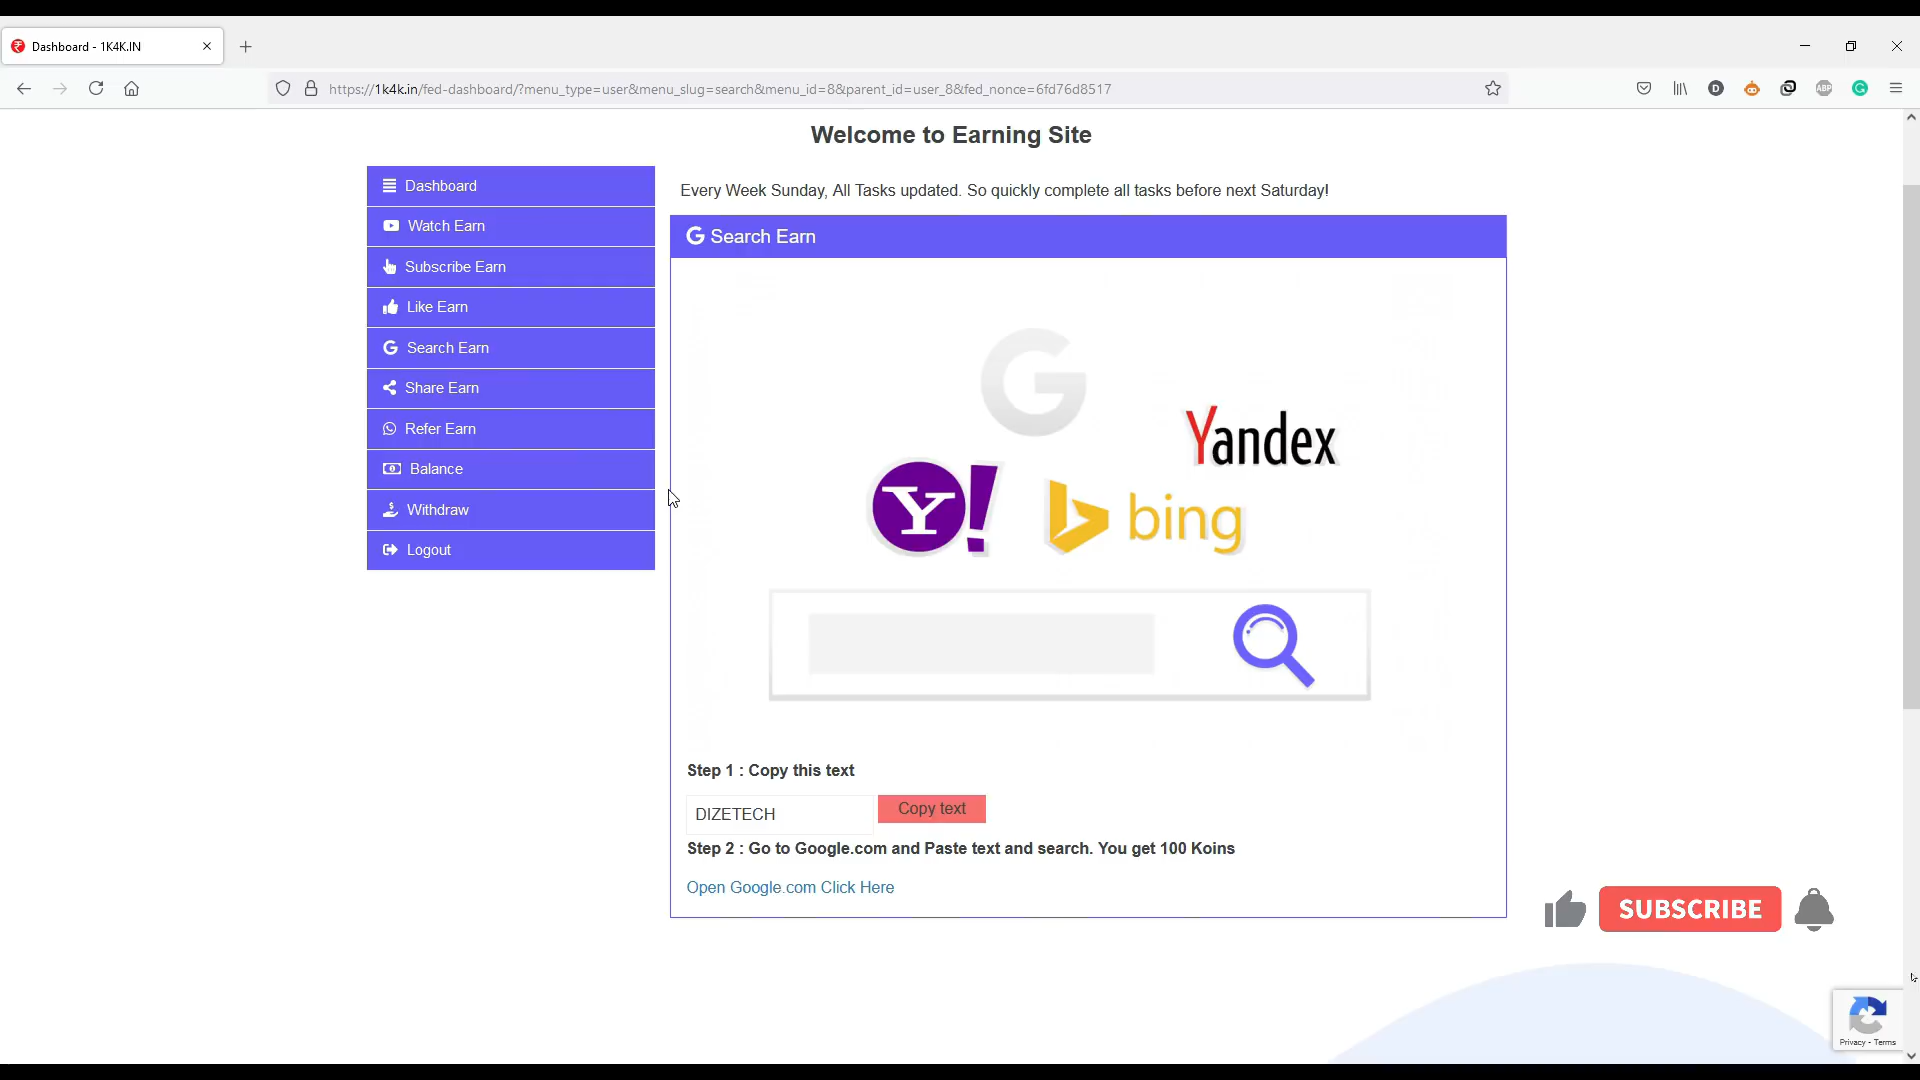 Dashboard - 1K4K.IN
https://1k4k.in/fed-dashboard/?menu_type=user&menu_slug=search&menu_id=8&parent_id=user_8&fed_nonce=6fd76d8517
D
ABP
G
Welcome to Earning Site
Dashboard
Watch Earn
Subscribe Earn
Like Earn
G Search Earn
Share Earn
Refer Earn
Balance
Withdraw
Logout
Every Week Sunday, All Tasks updated. So quickly complete all tasks before next Saturday!
G Search Earn
G
Yandex
Y!
bing
Step 1 : Copy this text
DIZETECH
Copy text
Step 2 : Go to Google.com and Paste text and search. You get 100 Koins
Open Google.com Click Here
SUBSCRIBE
Privacy - Terms